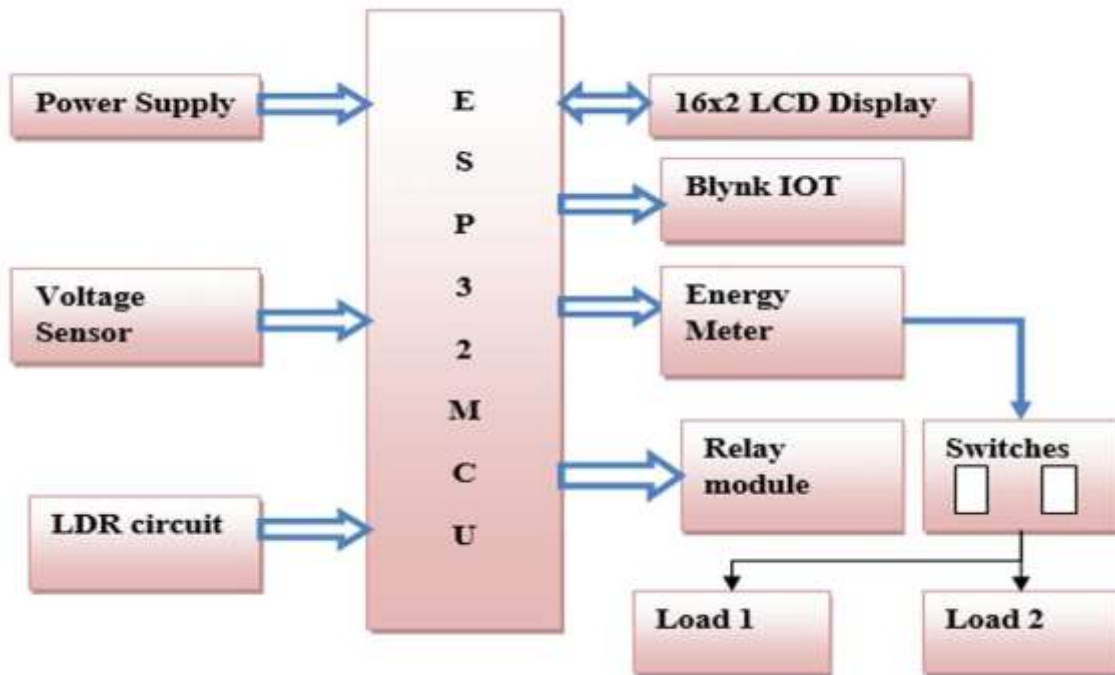 Power Supply
Voltage
Sensor
LDR circuit
E
S
P
3
2
M
C
U
16x2 LCD Display
Blynk IOT
Energy
Meter
Relay
module
Switches
Load 1
Load 2